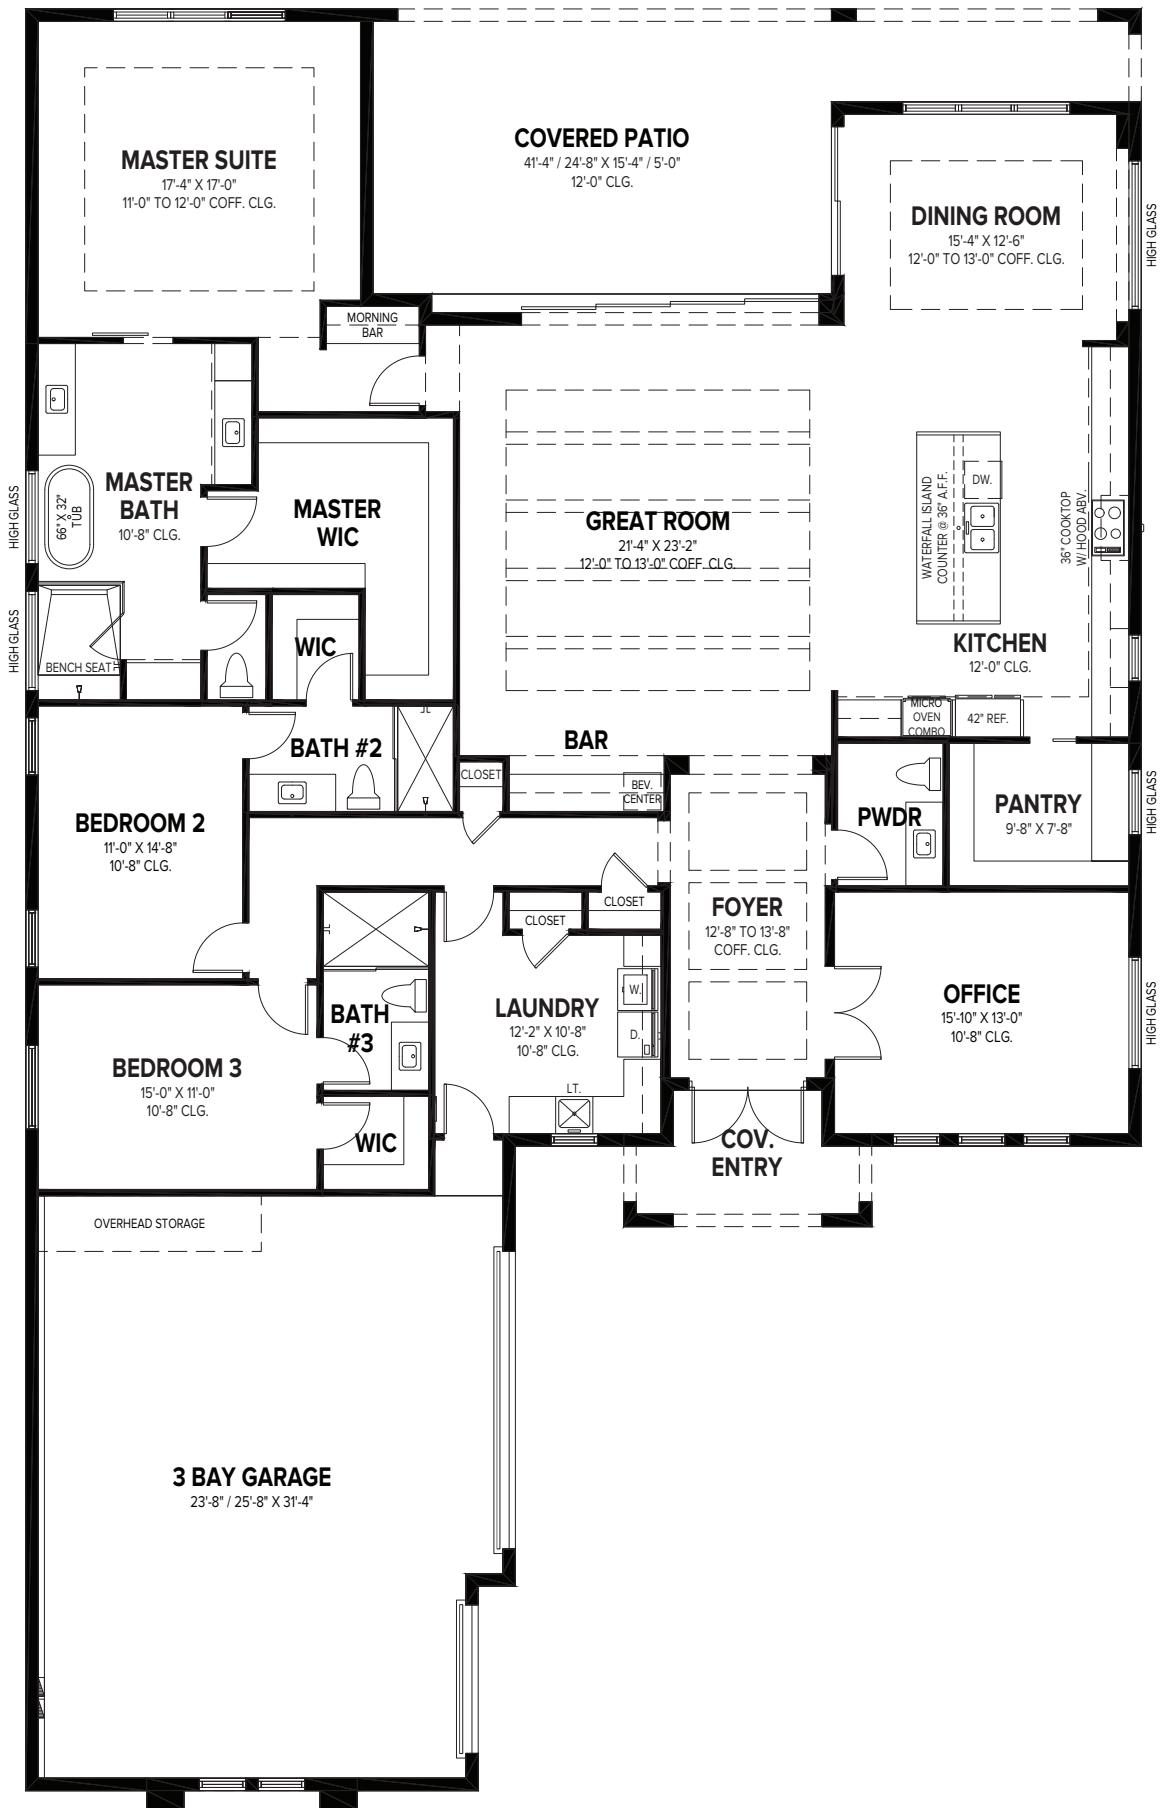 COVERED PATIO
41'-4" / 24'-8" X 15'-4" / 5'-0"
12'-0" CLG.
MASTER SUITE
17'-4" X 17'-0"
11'-0" TO 12'-0" COFF. CLG.
DINING ROOM
15'-4" X 12'-6"
12'-0" TO 13'-0" COFF. CLG.
HIGH GLASS
MORNING
BAR
MASTER
BATH
10'-8" CLG.
66" X 32"
TUB
HIGH GLASS
HIGH GLASS
BENCH SEAT
MASTER
WIC
WIC
GREAT ROOM
21'-4" X 23'-2"
12'-0" TO 13'-0" COFF. CLG.
WATERFALL ISLAND
COUNTER @ 36" A.F.F.
DW.
36" COOKTOP
W/ HOOD ABV.
KITCHEN
12'-0" CLG.
MICRO
OVEN
COMBO
42" REF.
BATH #2
CLOSET
BAR
BEV.
CENTER
BEDROOM 2
11'-0" X 14'-8"
10'-8" CLG.
PWDR
PANTRY
9'-8" X 7'-8"
HIGH GLASS
FOYER
12'-8" TO 13'-8"
COFF. CLG.
CLOSET
CLOSET
LAUNDRY
12'-2" X 10'-8"
10'-8" CLG.
W.
D.
LT.
OFFICE
15'-10" X 13'-0"
10'-8" CLG.
HIGH GLASS
BATH
#3
BEDROOM 3
15'-0" X 11'-0"
10'-8" CLG.
WIC
COV.
ENTRY
OVERHEAD STORAGE
3 BAY GARAGE
23'-8" / 25'-8" X 31'-4"